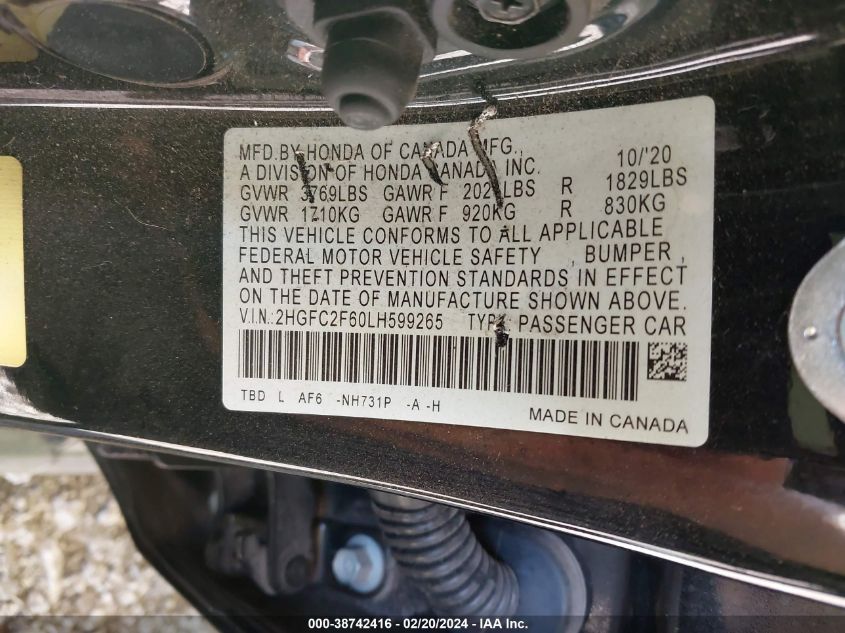 MFD.BY HONDA OF CANADA MFG., 10/'20
A DIVISION OF HONDA CANADA INC.
GVWR 3769LBS GAWR F 2028LBS R 1829LBS
GVWR 1710KG GAWR F 920KG R 830KG
THIS VEHICLE CONFORMS TO ALL APPLICABLE
FEDERAL MOTOR VEHICLE SAFETY , BUMPER ,
AND THEFT PREVENTION STANDARDS IN EFFECT
ON THE DATE OF MANUFACTURE SHOWN ABOVE.
V.I.N.:2HGFC2F60LH599265 TYPE PASSENGER CAR
TBD L AF6 -NH731P -A -H
MADE IN CANADA
000-38742416 - 02/20/2024 - IAA Inc.